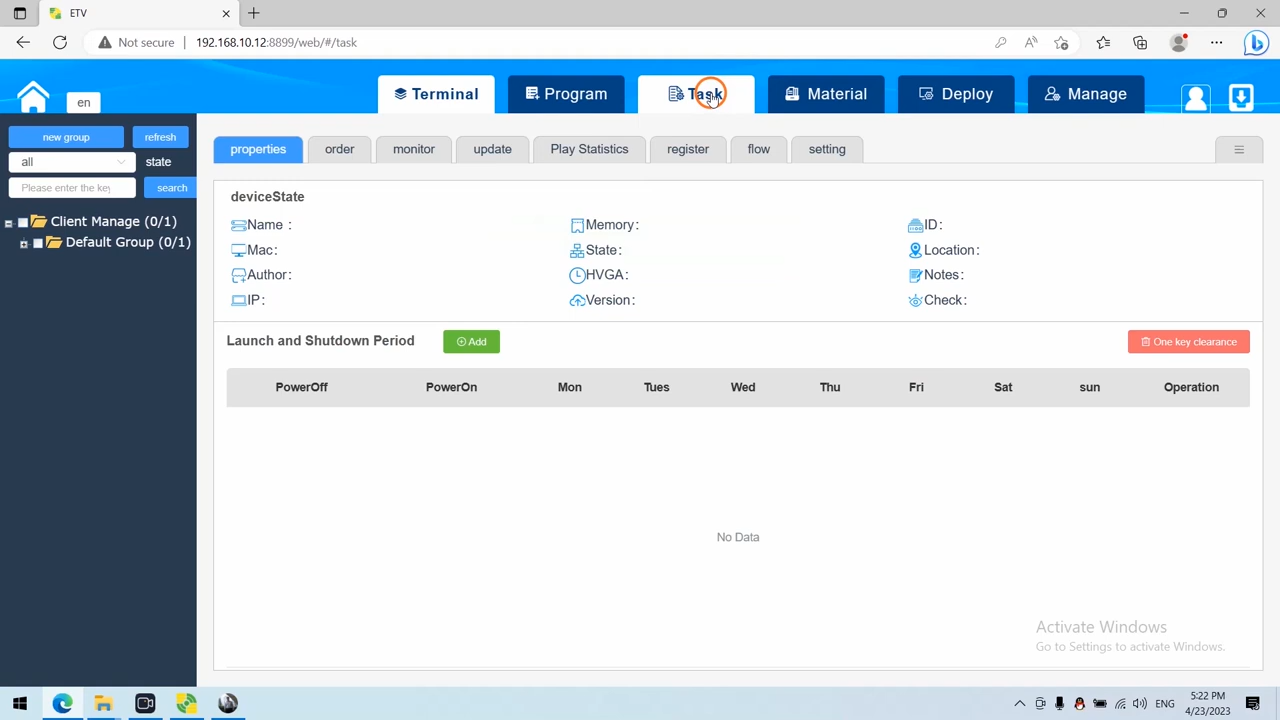 ETV
Not secure 192.168.10.12:8899/web/#/task
en
Terminal
Program
Task
Material
Deploy
Manage
new group
refresh
all
state
Please enter the key
search
Client Manage (0/1)
Default Group (0/1)
properties
order
monitor
update
Play Statistics
register
flow
setting
deviceState
Name :
Memory:
ID:
Mac:
State:
Location:
Author:
HVGA:
Notes:
IP:
Version:
Check:
Launch and Shutdown Period
Add
One key clearance
PowerOff PowerOn Mon Tues Wed Thu Fri Sat sun Operation
No Data
Activate Windows
Go to Settings to activate Windows.
ENG
5:22 PM
4/23/2023